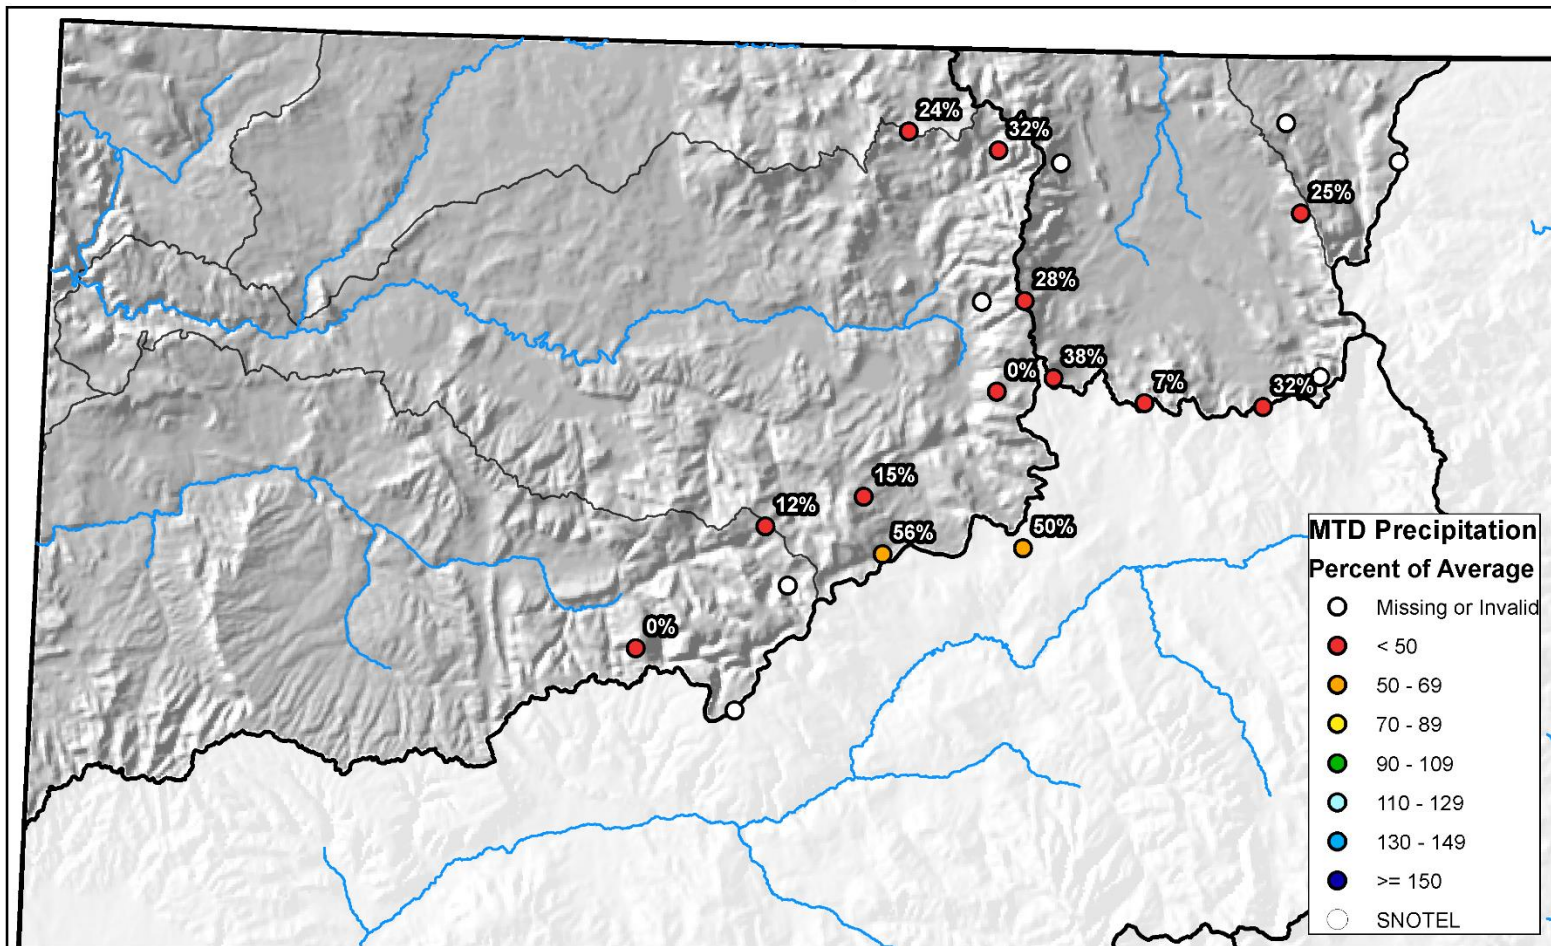 24%
32%
25%
28%
38%
0%
7%
32%
15%
12%
56%
50%
0%
MTD Precipitation
Percent of Average
Missing or Invalid
< 50
50 - 69
70 - 89
90 - 109
110 - 129
130 - 149
>= 150
SNOTEL